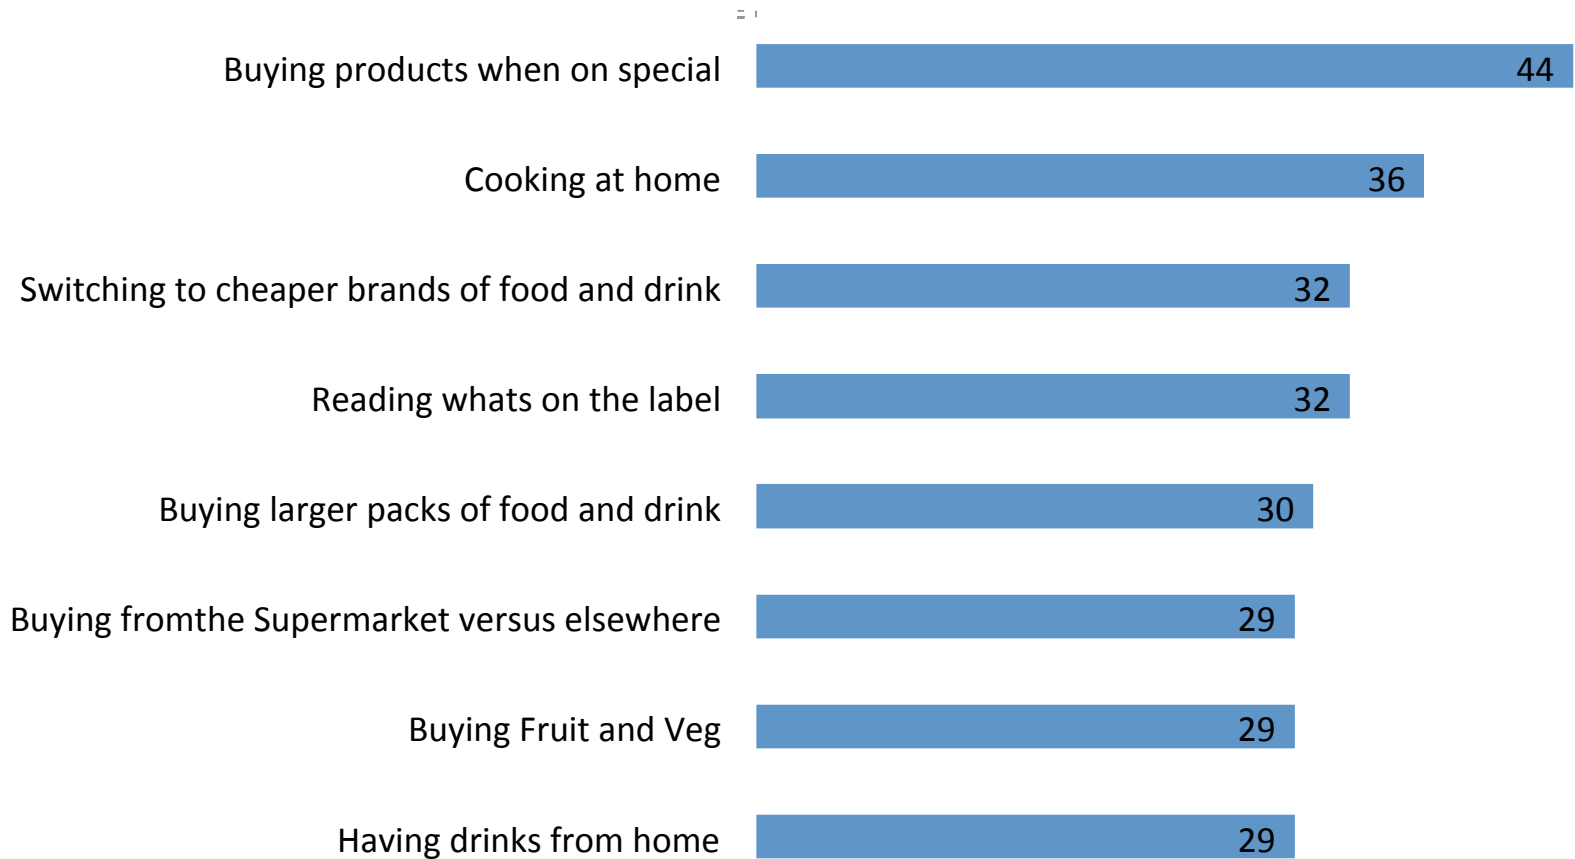 Buying products when on special 44
Cooking at home 36
Switching to cheaper brands of food and drink 32
Reading whats on the label 32
Buying larger packs of food and drink 30
Buying fromthe Supermarket versus elsewhere 29
Buying Fruit and Veg 29
Having drinks from home 29